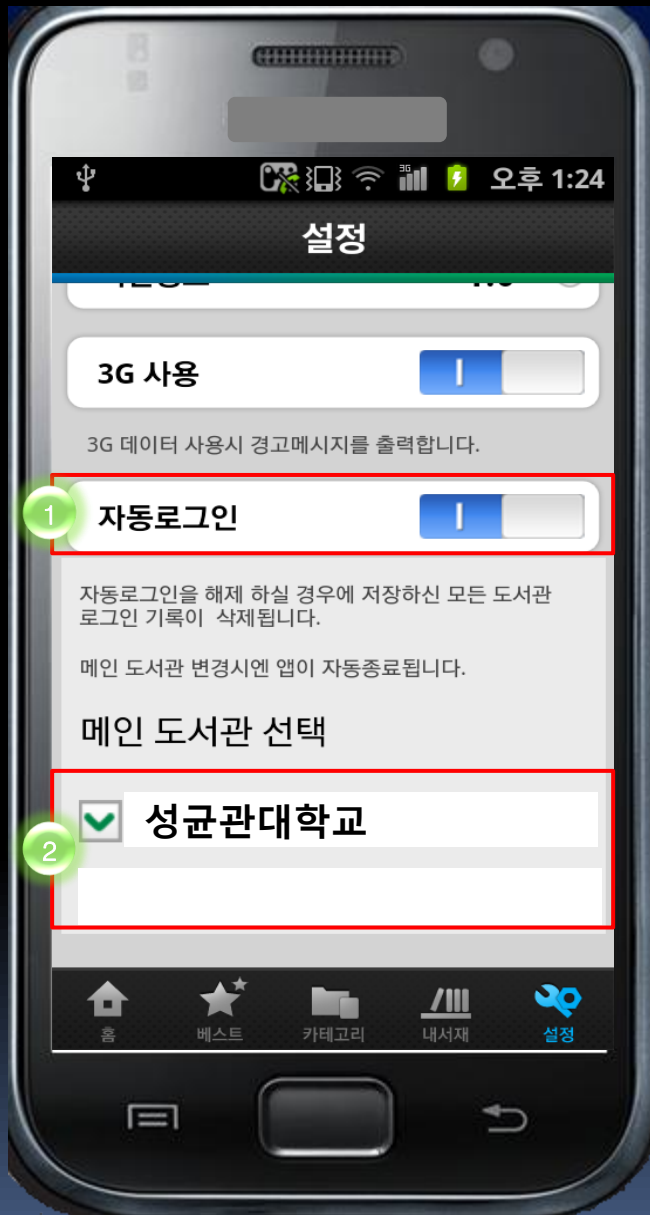 3G
오후 1:24
설정
3G 사용
3G 데이터 사용시 경고메시지를 출력합니다.
1
자동로그인
자동로그인을 해제 하실 경우에 저장하신 모든 도서관
로그인 기록이 삭제됩니다.
메인 도서관 변경시엔 앱이 자동종료됩니다.
메인 도서관 선택
2
성균관대학교
홈
베스트
카테고리
내서재
설정